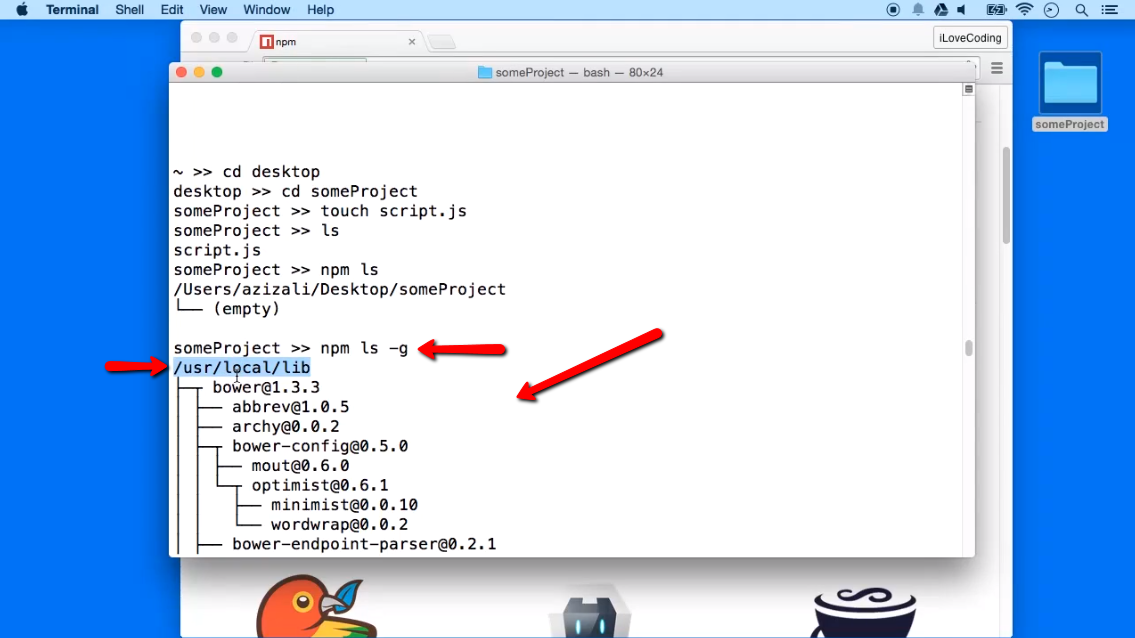 Terminal Shell Edit View Window Help
npm
iLoveCoding
someProject — bash — 80×24
someProject
~ >> cd desktop
desktop >> cd someProject
someProject >> touch script.js
someProject >> ls
script.js
someProject >> npm ls
/Users/azizali/Desktop/someProject
└── (empty)
someProject >> npm ls -g
/usr/local/lib
├─┬ bower@1.3.3
│ ├── abbrev@1.0.5
│ ├── archy@0.0.2
│ ├─┬ bower-config@0.5.0
│ │ ├── mout@0.6.0
│ │ └─┬ optimist@0.6.1
│ │   ├── minimist@0.0.10
│ │   └── wordwrap@0.0.2
│ ├── bower-endpoint-parser@0.2.1